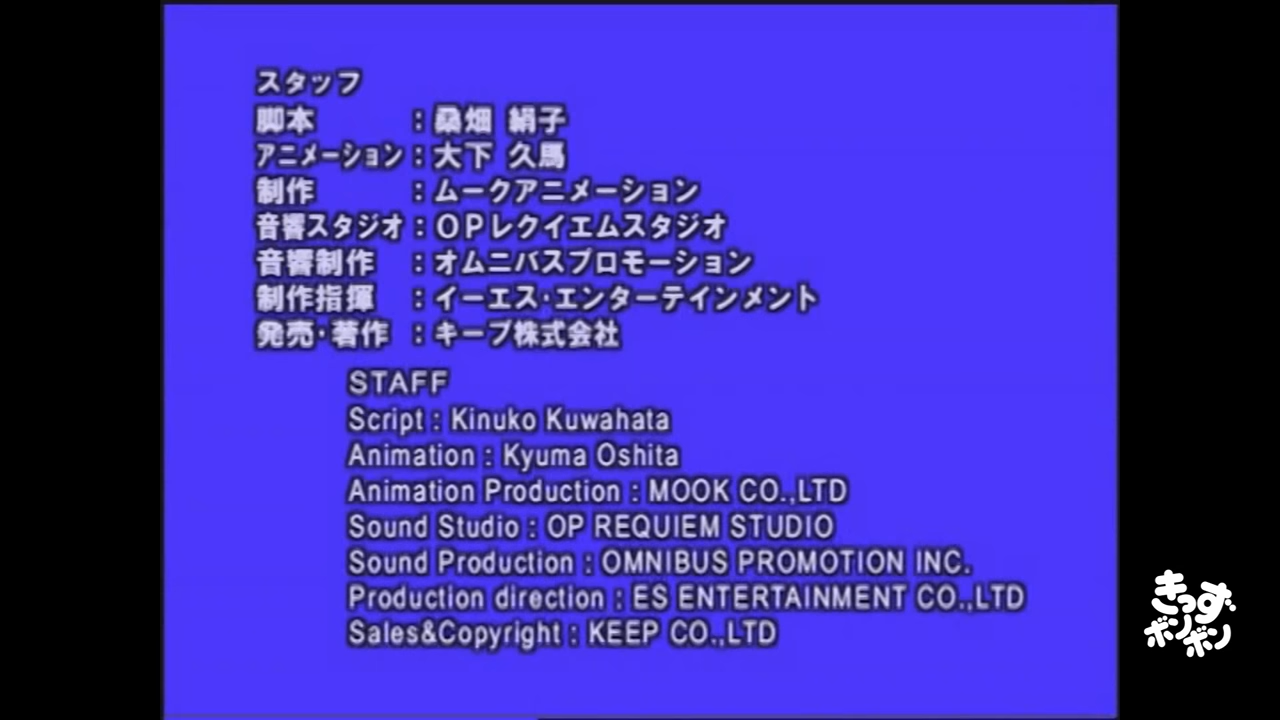 スタッフ
脚本 : 桑畑 絹子
アニメーション : 大下 久馬
制作 : ムークアニメーション
音響スタジオ : OPレクイエムスタジオ
音響制作 : オムニバスプロモーション
制作指揮 : イーエス・エンターテインメント
発売・著作 : キープ株式会社
STAFF
Script : Kinuko Kuwahata
Animation : Kyuma Oshita
Animation Production : MOOK CO.,LTD
Sound Studio : OP REQUIEM STUDIO
Sound Production : OMNIBUS PROMOTION INC.
Production direction : ES ENTERTAINMENT CO.,LTD
Sales&Copyright : KEEP CO.,LTD
きっず
ボンボン